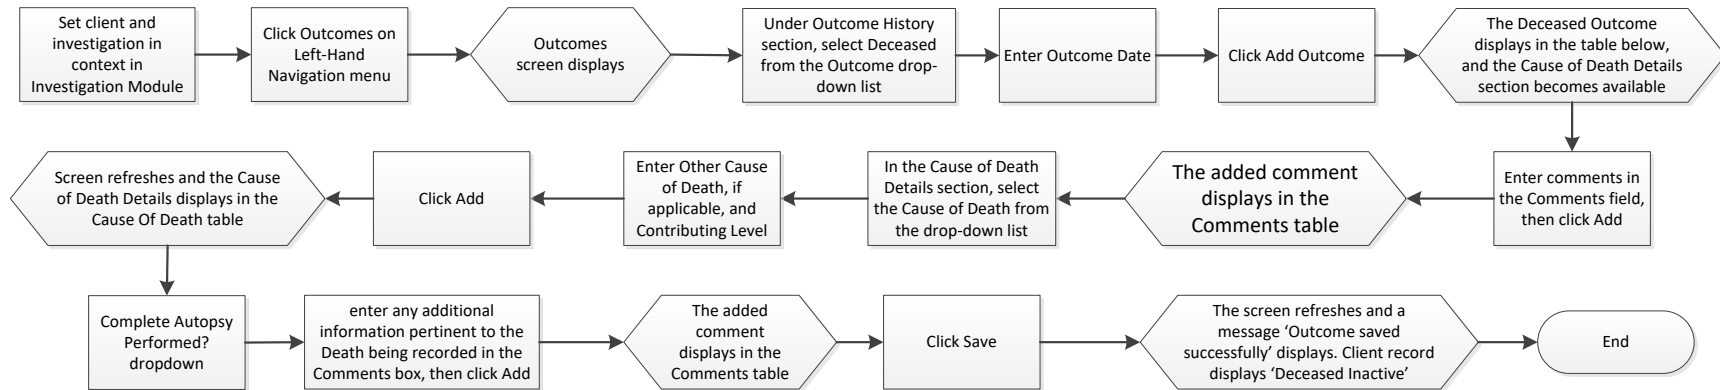 Set client and
investigation in
context in
Investigation Module
Click Outcomes on
Left-Hand
Navigation menu
Outcomes
screen displays
Under Outcome History
section, select Deceased
from the Outcome drop-
down list
Enter Outcome Date
Click Add Outcome
The Deceased Outcome
displays in the table below,
and the Cause of Death Details
section becomes available
Enter comments in
the Comments field,
then click Add
The added comment
displays in the
Comments table
In the Cause of Death
Details section, select
the Cause of Death from
the drop-down list
Enter Other Cause
of Death, if
applicable, and
Contributing Level
Click Add
Screen refreshes and the Cause
of Death Details displays in the
Cause Of Death table
Complete Autopsy
Performed?
dropdown
enter any additional
information pertinent to the
Death being recorded in the
Comments box, then click Add
The added
comment
displays in the
Comments table
Click Save
The screen refreshes and a
message ‘Outcome saved
successfully’ displays. Client record
displays ‘Deceased Inactive’
End